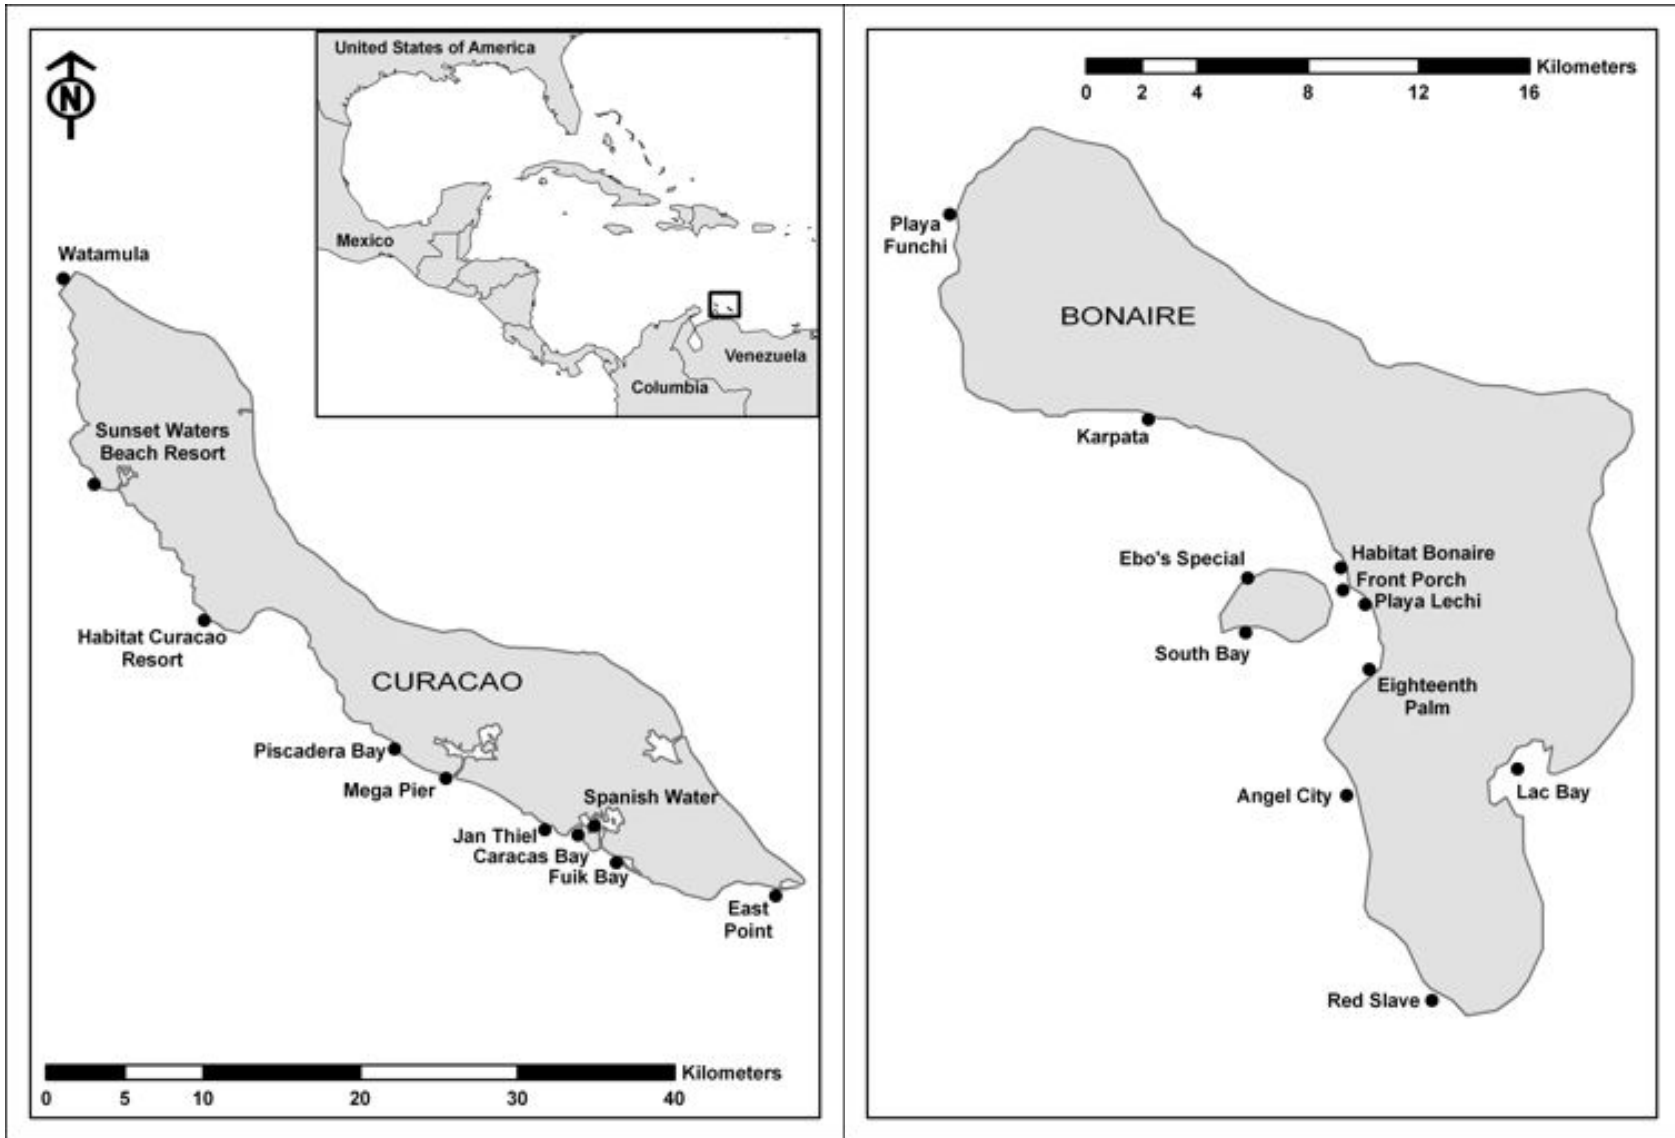 N
United States of America
Mexico
Venezuela
Columbia
Watamula
Sunset Waters
Beach Resort
Habitat Curacao
Resort
CURACAO
Piscadera Bay
Mega Pier
Spanish Water
Jan Thiel
Caracas Bay
Fuik Bay
East
Point
Kilometers
0 5 10 20 30 40
Kilometers
0 2 4 8 12 16
Playa
Funchi
BONAIRE
Karpata
Ebo's Special
Habitat Bonaire
Front Porch
Playa Lechi
South Bay
Eighteenth
Palm
Angel City
Lac Bay
Red Slave